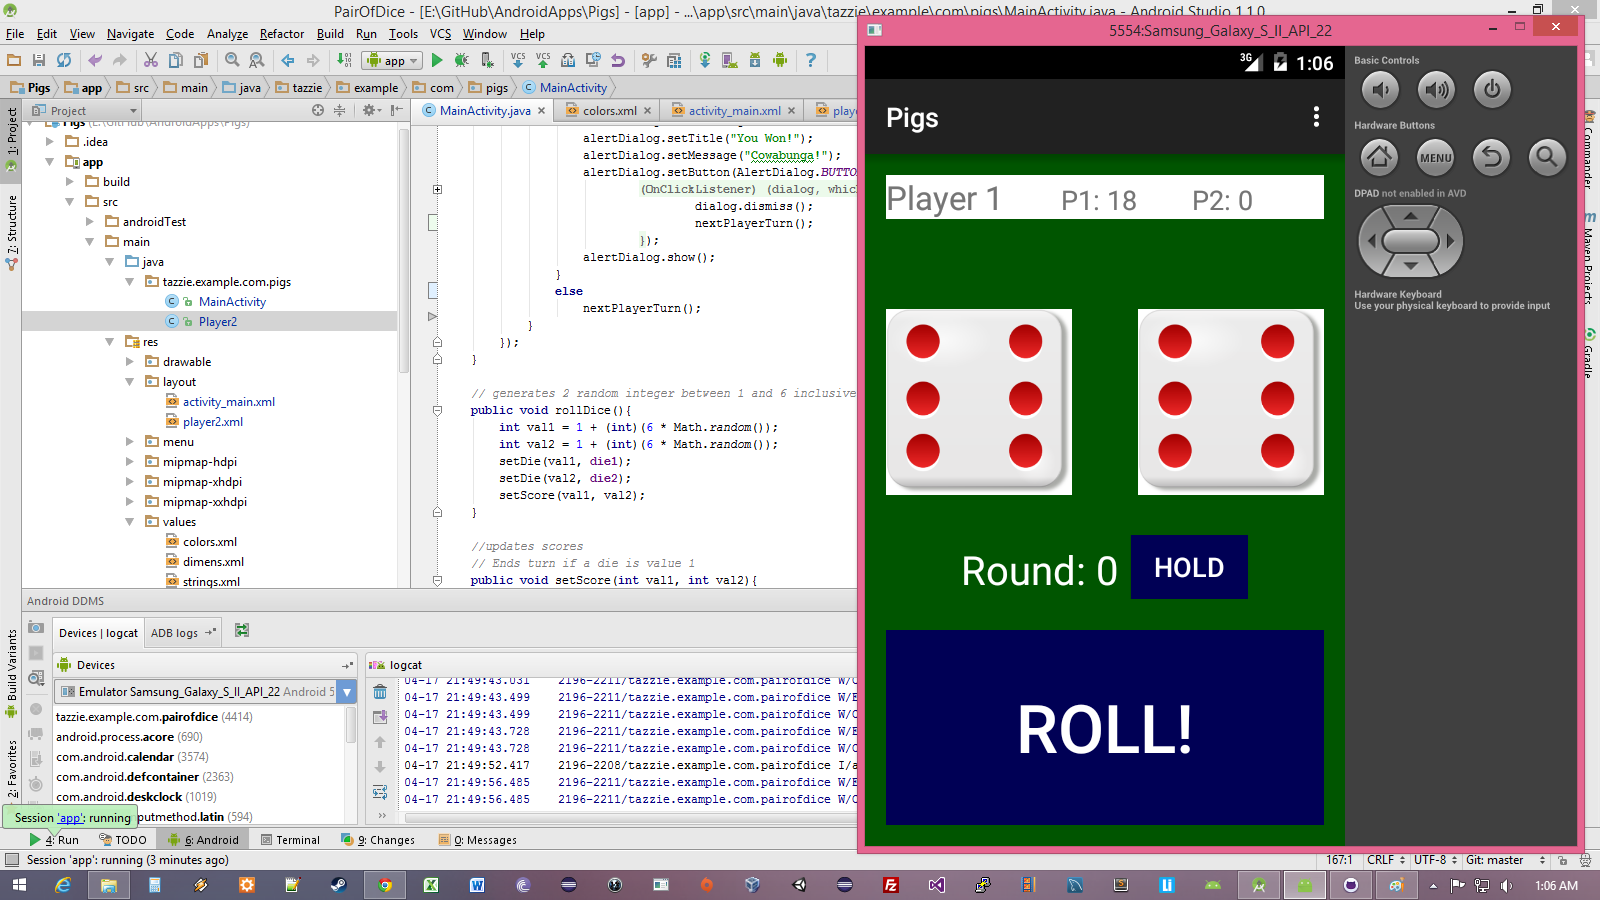 PairOfDice - [E:\GitHub\AndroidApps\Pigs] - [app] - ...\app\src\main\java\tazzie\example\com\pigs\MainActivity.java - Android Studio 1.1.0
File Edit View Navigate Code Analyze Refactor Build Run Tools VCS Window Help
app
Pigs app src main java tazzie example com pigs MainActivity
1: Project
7: Structure
Build Variants
2: Favorites
Project
Pigs (E:\GitHub\AndroidApps\Pigs)
.idea
app
build
src
androidTest
main
java
tazzie.example.com.pigs
MainActivity
Player2
res
drawable
layout
activity_main.xml
player2.xml
menu
mipmap-hdpi
mipmap-xhdpi
mipmap-xxhdpi
values
colors.xml
dimens.xml
strings.xml
MainActivity.java colors.xml activity_main.xml
alertDialog.setTitle("You Won!");
alertDialog.setMessage("Cowabunga!");
alertDialog.setButton(AlertDialog.BUTTO
(OnClickListener) (dialog, whic
dialog.dismiss();
nextPlayerTurn();
});
alertDialog.show();
}
else
nextPlayerTurn();
}
});
}
// generates 2 random integer between 1 and 6 inclusive
public void rollDice(){
int val1 = 1 + (int)(6 * Math.random());
int val2 = 1 + (int)(6 * Math.random());
setDie(val1, die1);
setDie(val2, die2);
setScore(val1, val2);
}
//updates scores
// Ends turn if a die is value 1
public void setScore(int val1, int val2){
Android DDMS
Devices | logcat ADB logs
Devices
Emulator Samsung_Galaxy_S_II_API_22 Android 5
tazzie.example.com.pairofdice (4414)
android.process.acore (690)
com.android.calendar (3574)
com.android.defcontainer (2363)
com.android.deskclock (1019)
putmethod.latin (594)
Session 'app': running
logcat
04-17 21:49:43.031 2196-2211/tazzie.example.com.pairofdice W/
04-17 21:49:43.499 2196-2211/tazzie.example.com.pairofdice W/E
04-17 21:49:43.499 2196-2211/tazzie.example.com.pairofdice W/
04-17 21:49:43.728 2196-2211/tazzie.example.com.pairofdice W/E
04-17 21:49:43.728 2196-2211/tazzie.example.com.pairofdice W/
04-17 21:49:52.417 2196-2208/tazzie.example.com.pairofdice I/a
04-17 21:49:56.485 2196-2211/tazzie.example.com.pairofdice W/E
04-17 21:49:56.485 2196-2211/tazzie.example.com.pairofdice W/
4: Run TODO 6: Android Terminal 9: Changes 0: Messages
Session 'app': running (3 minutes ago)
167:1 CRLF UTF-8 Git: master
1:06 AM
5554:Samsung_Galaxy_S_II_API_22
3G 1:06
Pigs
Player 1 P1: 18 P2: 0
Round: 0 HOLD
ROLL!
Basic Controls
Hardware Buttons
MENU
DPAD not enabled in AVD
Hardware Keyboard
Use your physical keyboard to provide input
Commander
Maven Projects
Gradle